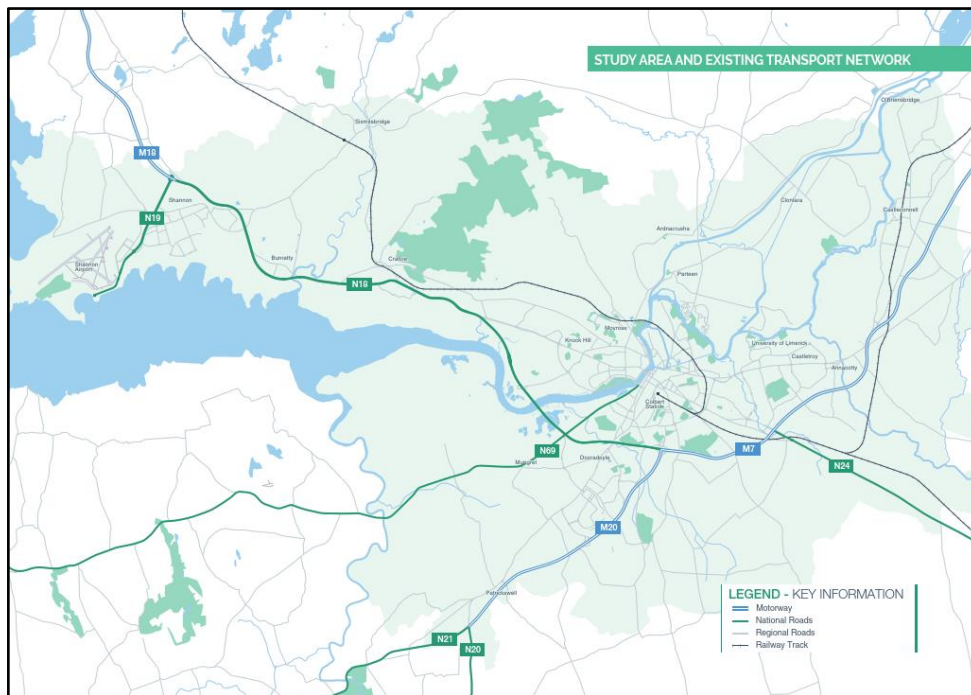 STUDY AREA AND EXISTING TRANSPORT NETWORK
O'Briensbridge
Sixmilebridge
M18
Shannon
Clonlara
Castleconnell
N19
Ardnacrusha
Shannon
Airport
Bunratty
Cratloe
Parteen
N18
Moyross
Knock Hill
University of Limerick
Castletroy
Annacotty
Colbert
Station
N69
M7
Mungret
Dooradoyle
N24
M20
Patrickswell
N21
N20
LEGEND - KEY INFORMATION
Motorway
National Roads
Regional Roads
Railway Track